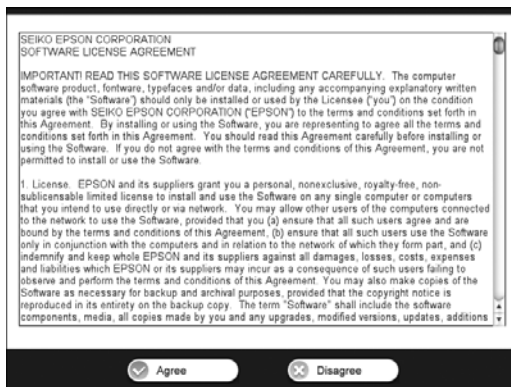 SEIKO EPSON CORPORATION
SOFTWARE LICENSE AGREEMENT
IMPORTANT! READ THIS SOFTWARE LICENSE AGREEMENT CAREFULLY. The computer
software product, fontware, typefaces and/or data, including any accompanying explanatory written
materials (the "Software") should only be installed or used by the Licensee ("you") on the condition
you agree with SEIKO EPSON CORPORATION ("EPSON") to the terms and conditions set forth in
this Agreement. By installing or using the Software, you are representing to agree all the terms and
conditions set forth in this Agreement. You should read this Agreement carefully before installing or
using the Software. If you do not agree with the terms and conditions of this Agreement, you are not
permitted to install or use the Software.
1. License. EPSON and its suppliers grant you a personal, nonexclusive, royalty-free, non-
sublicensable limited license to install and use the Software on any single computer or computers
that you intend to use directly or via network. You may allow other users of the computers connected
to the network to use the Software, provided that you (a) ensure that all such users agree and are
bound by the terms and conditions of this Agreement, (b) ensure that all such users use the Software
only in conjunction with the computers and in relation to the network of which they form part, and (c)
indemnify and keep whole EPSON and its suppliers against all damages, losses, costs, expenses
and liabilities which EPSON or its suppliers may incur as a consequence of such users failing to
observe and perform the terms and conditions of this Agreement. You may also make copies of the
Software as necessary for backup and archival purposes, provided that the copyright notice is
reproduced in its entirety on the backup copy. The term "Software" shall include the software
components, media, all copies made by you and any upgrades, modified versions, updates, additions
Agree
Disagree